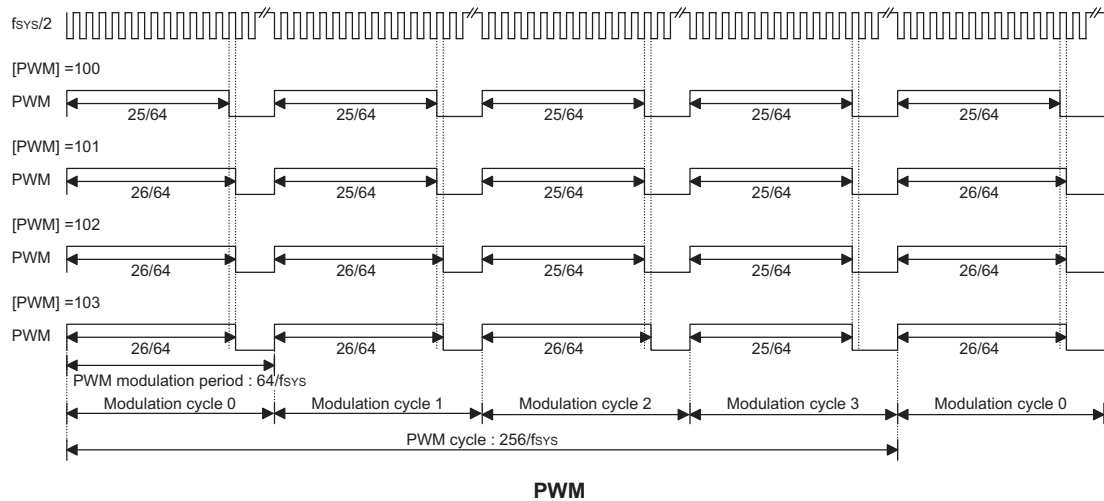 fSYS/2
[PWM] =100
PWM
25/64 25/64 25/64 25/64 25/64
[PWM] =101
PWM
26/64 25/64 25/64 25/64 26/64
[PWM] =102
PWM
26/64 26/64 25/64 25/64 26/64
[PWM] =103
PWM
26/64 26/64 26/64 25/64 26/64
PWM modulation period : 64/fSYS
Modulation cycle 0 Modulation cycle 1 Modulation cycle 2 Modulation cycle 3 Modulation cycle 0
PWM cycle : 256/fSYS
PWM